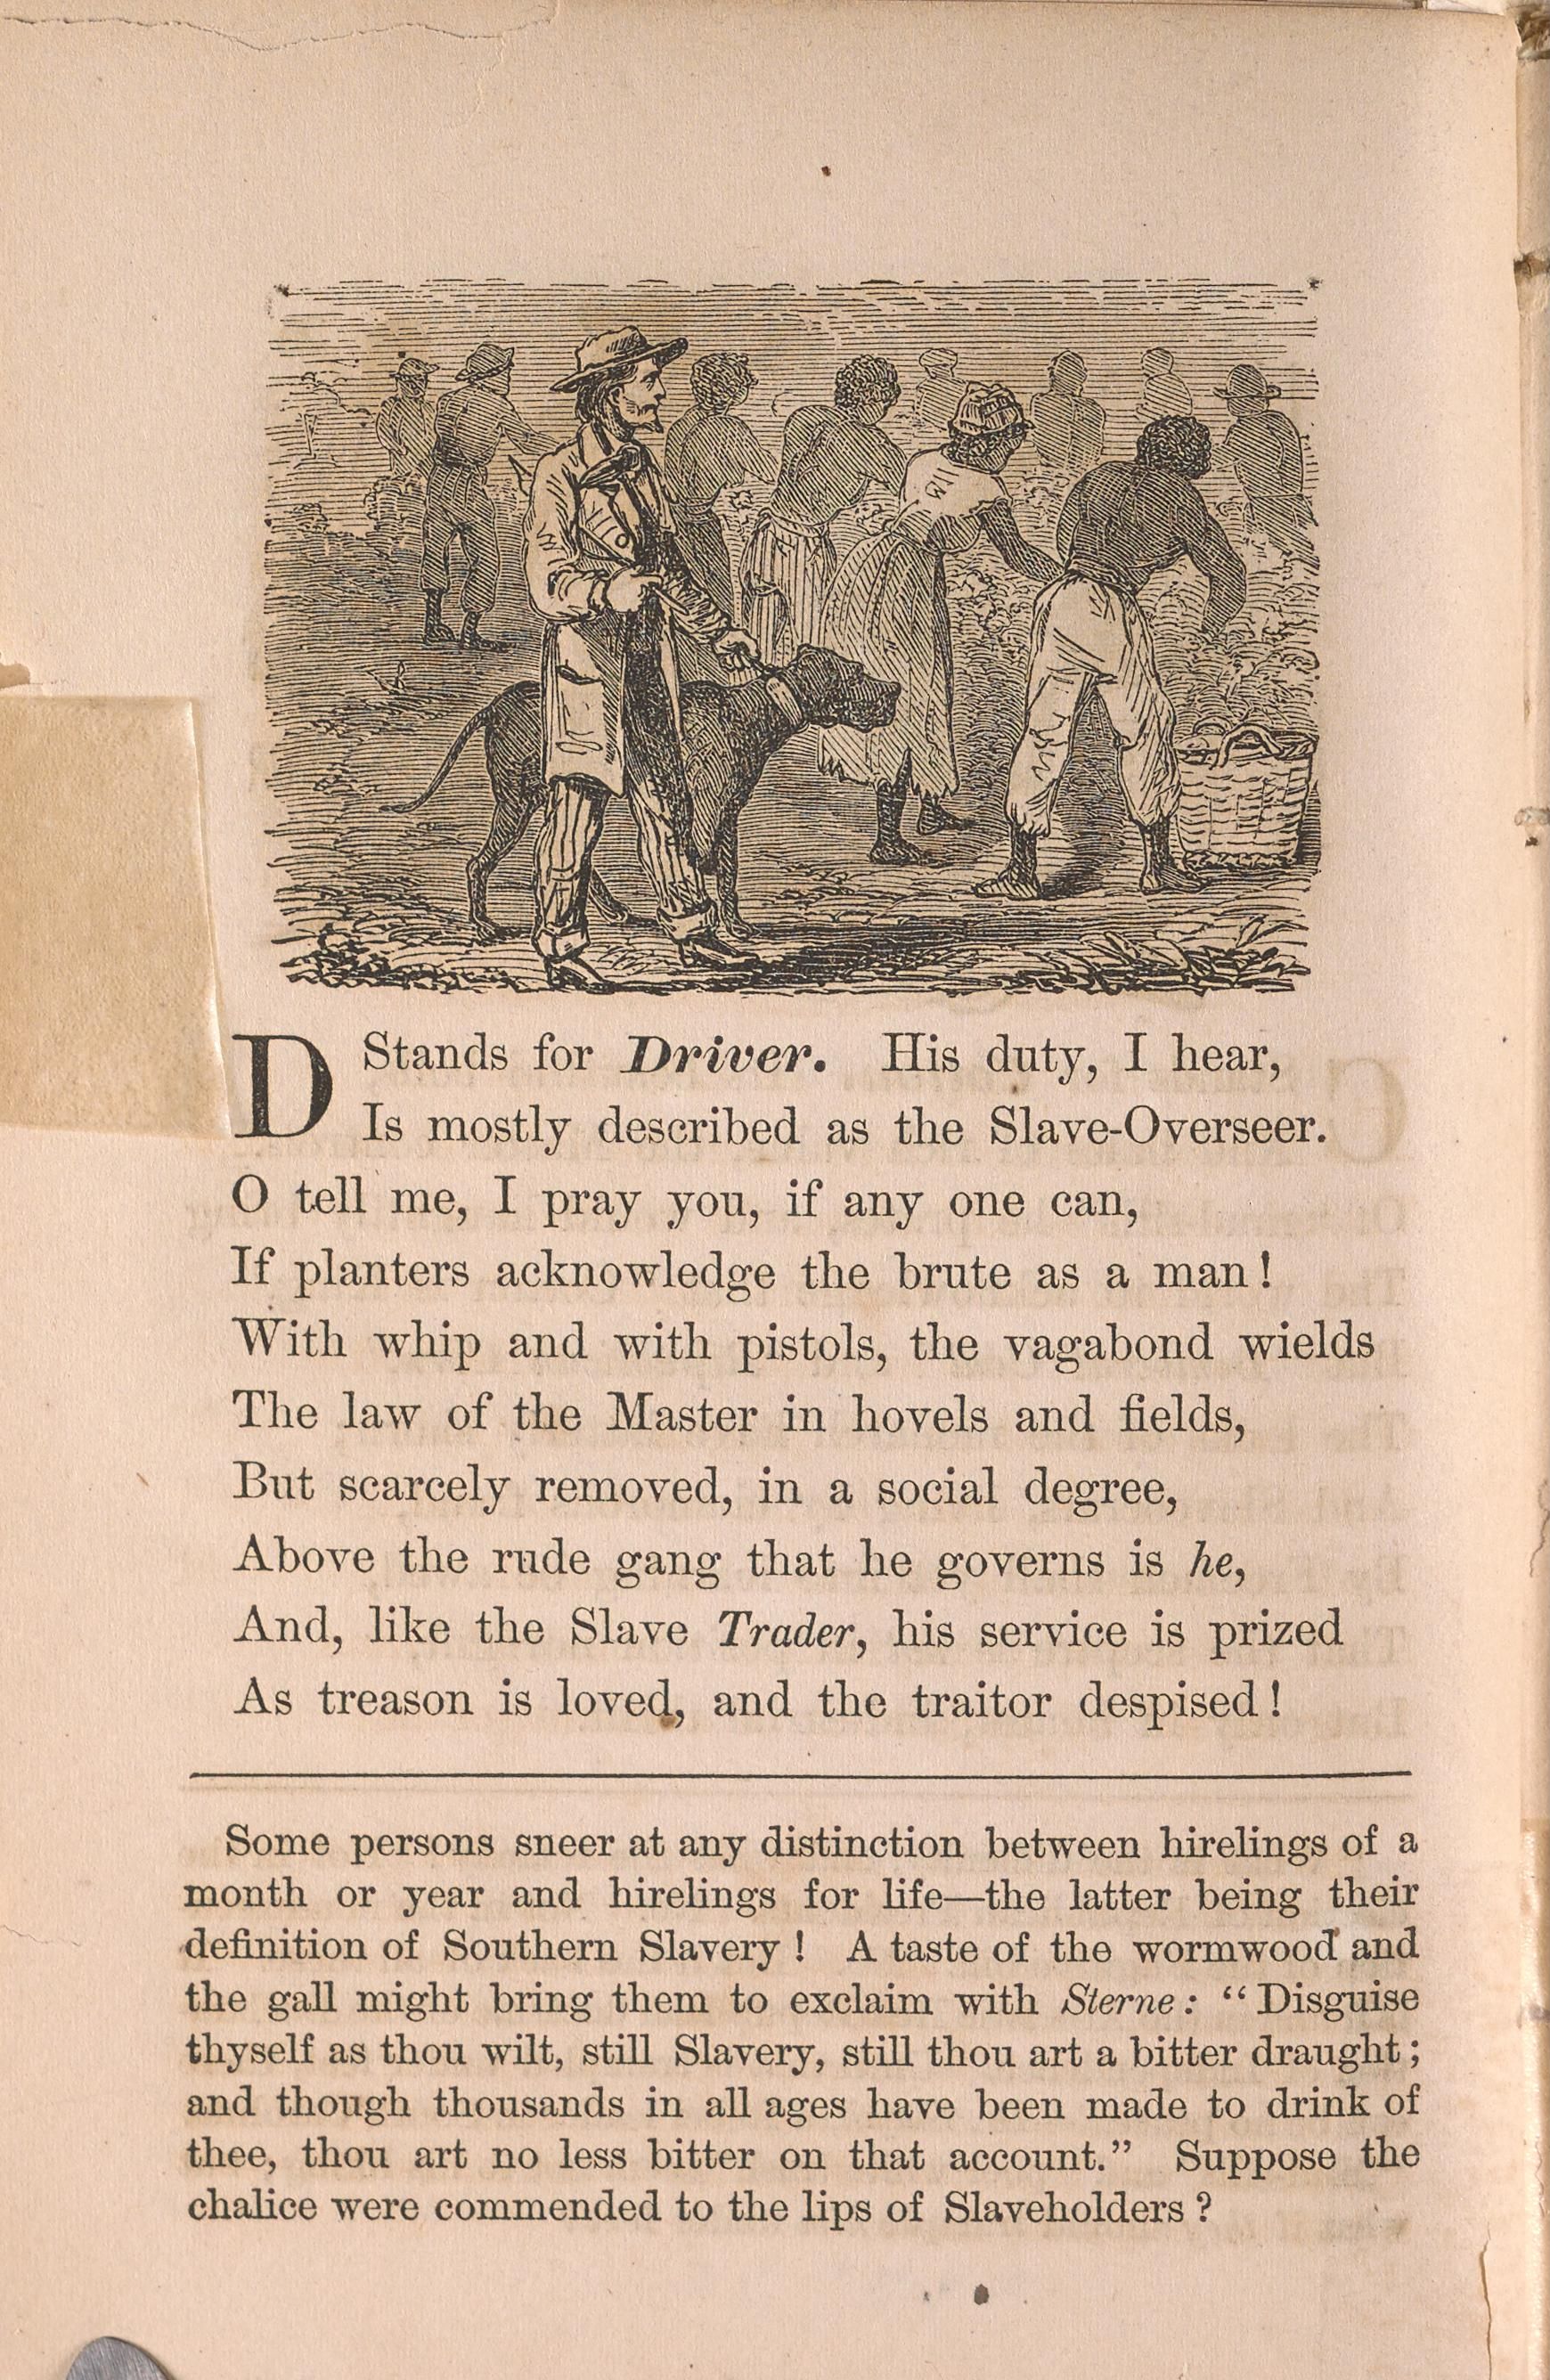 D Stands for Driver. His duty, I hear,
Is mostly described as the Slave-Overseer.
O tell me, I pray you, if any one can,
If planters acknowledge the brute as a man!
With whip and with pistols, the vagabond wields
The law of the Master in hovels and fields,
But scarcely removed, in a social degree,
Above the rude gang that he governs is he,
And, like the Slave Trader, his service is prized
As treason is loved, and the traitor despised!
Some persons sneer at any distinction between hirelings of a
month or year and hirelings for life—the latter being their
definition of Southern Slavery! A taste of the wormwood and
the gall might bring them to exclaim with Sterne: “Disguise
thyself as thou wilt, still Slavery, still thou art a bitter draught;
and though thousands in all ages have been made to drink of
thee, thou art no less bitter on that account.” Suppose the
chalice were commended to the lips of Slaveholders?